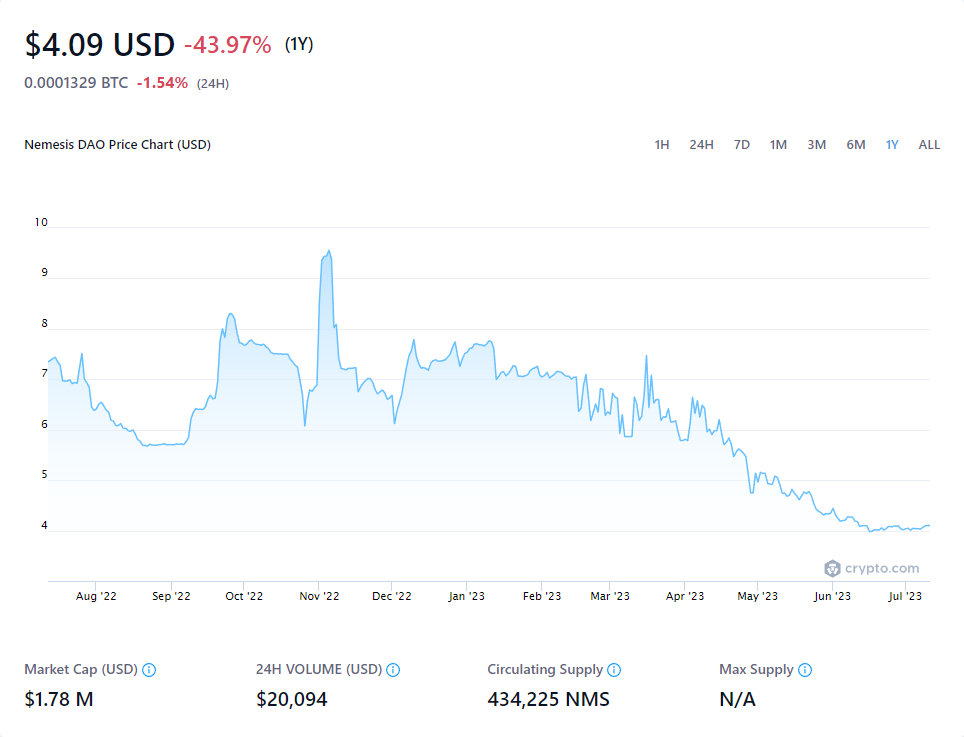 $4.09 USD -43.97% (1Y)
0.0001329 BTC -1.54% (24H)
Nemesis DAO Price Chart (USD)
1H 24H 7D 1M 3M 6M 1Y ALL
10
9
8
7
6
5
4
crypto.com
Aug '22 Sep '22 Oct '22 Nov '22 Dec '22 Jan '23 Feb '23 Mar '23 Apr '23 May '23 Jun '23 Jul '23
Market Cap (USD) 24H VOLUME (USD) Circulating Supply Max Supply
$1.78 M $20,094 434,225 NMS N/A